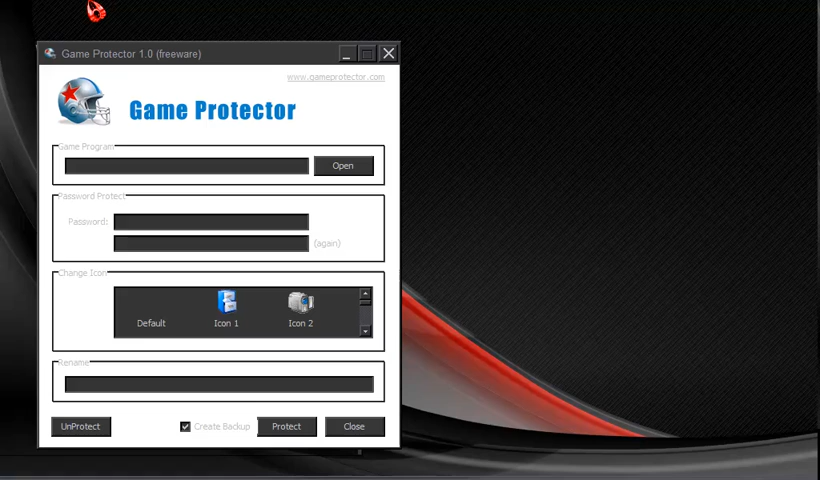 Game Protector 1.0 (freeware)
www.gameprotector.com
Game Protector
Game Program
Open
Password Protect
Password:
(again)
Change Icon
Default
Icon 1
Icon 2
Rename
UnProtect
Create Backup
Protect
Close